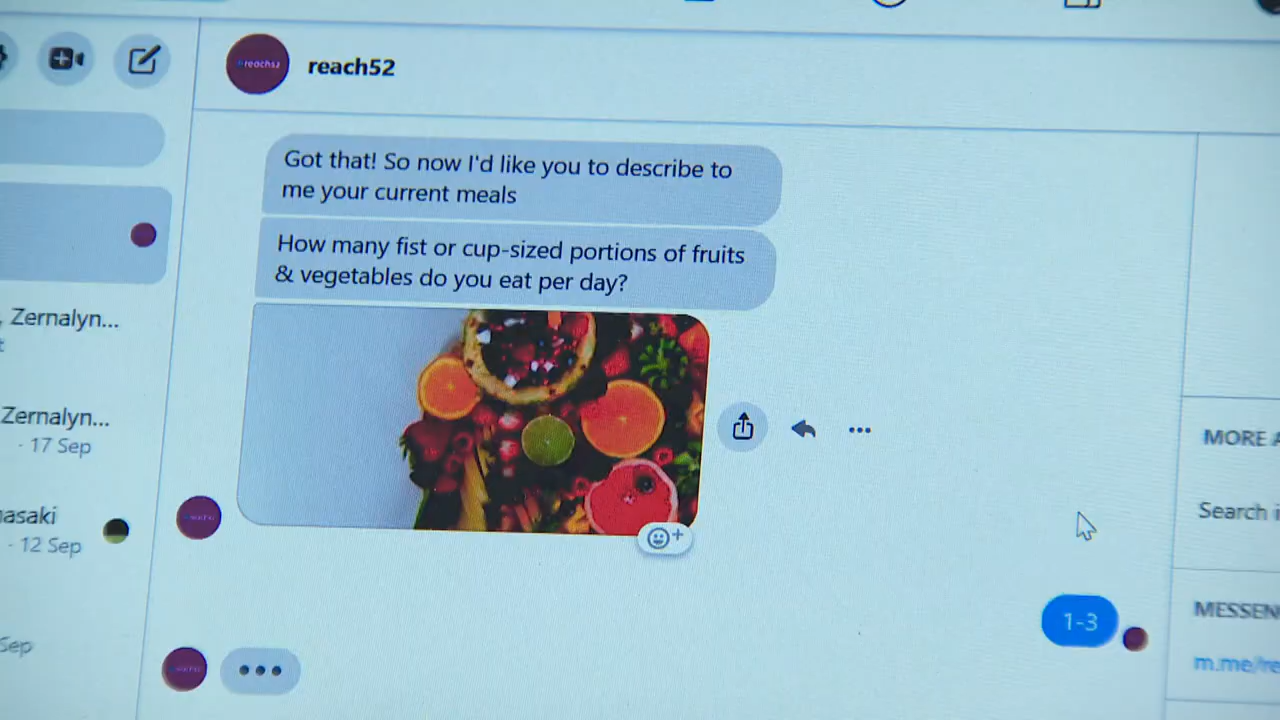 reach52
reach52
Got that! So now I'd like you to describe to
me your current meals
How many fist or cup-sized portions of fruits
& vegetables do you eat per day?
Zernalyn...
Zernalyn...
· 17 Sep
asaki
· 12 Sep
Sep
1-3
MORE A
Search i
MESSEN
m.me/re